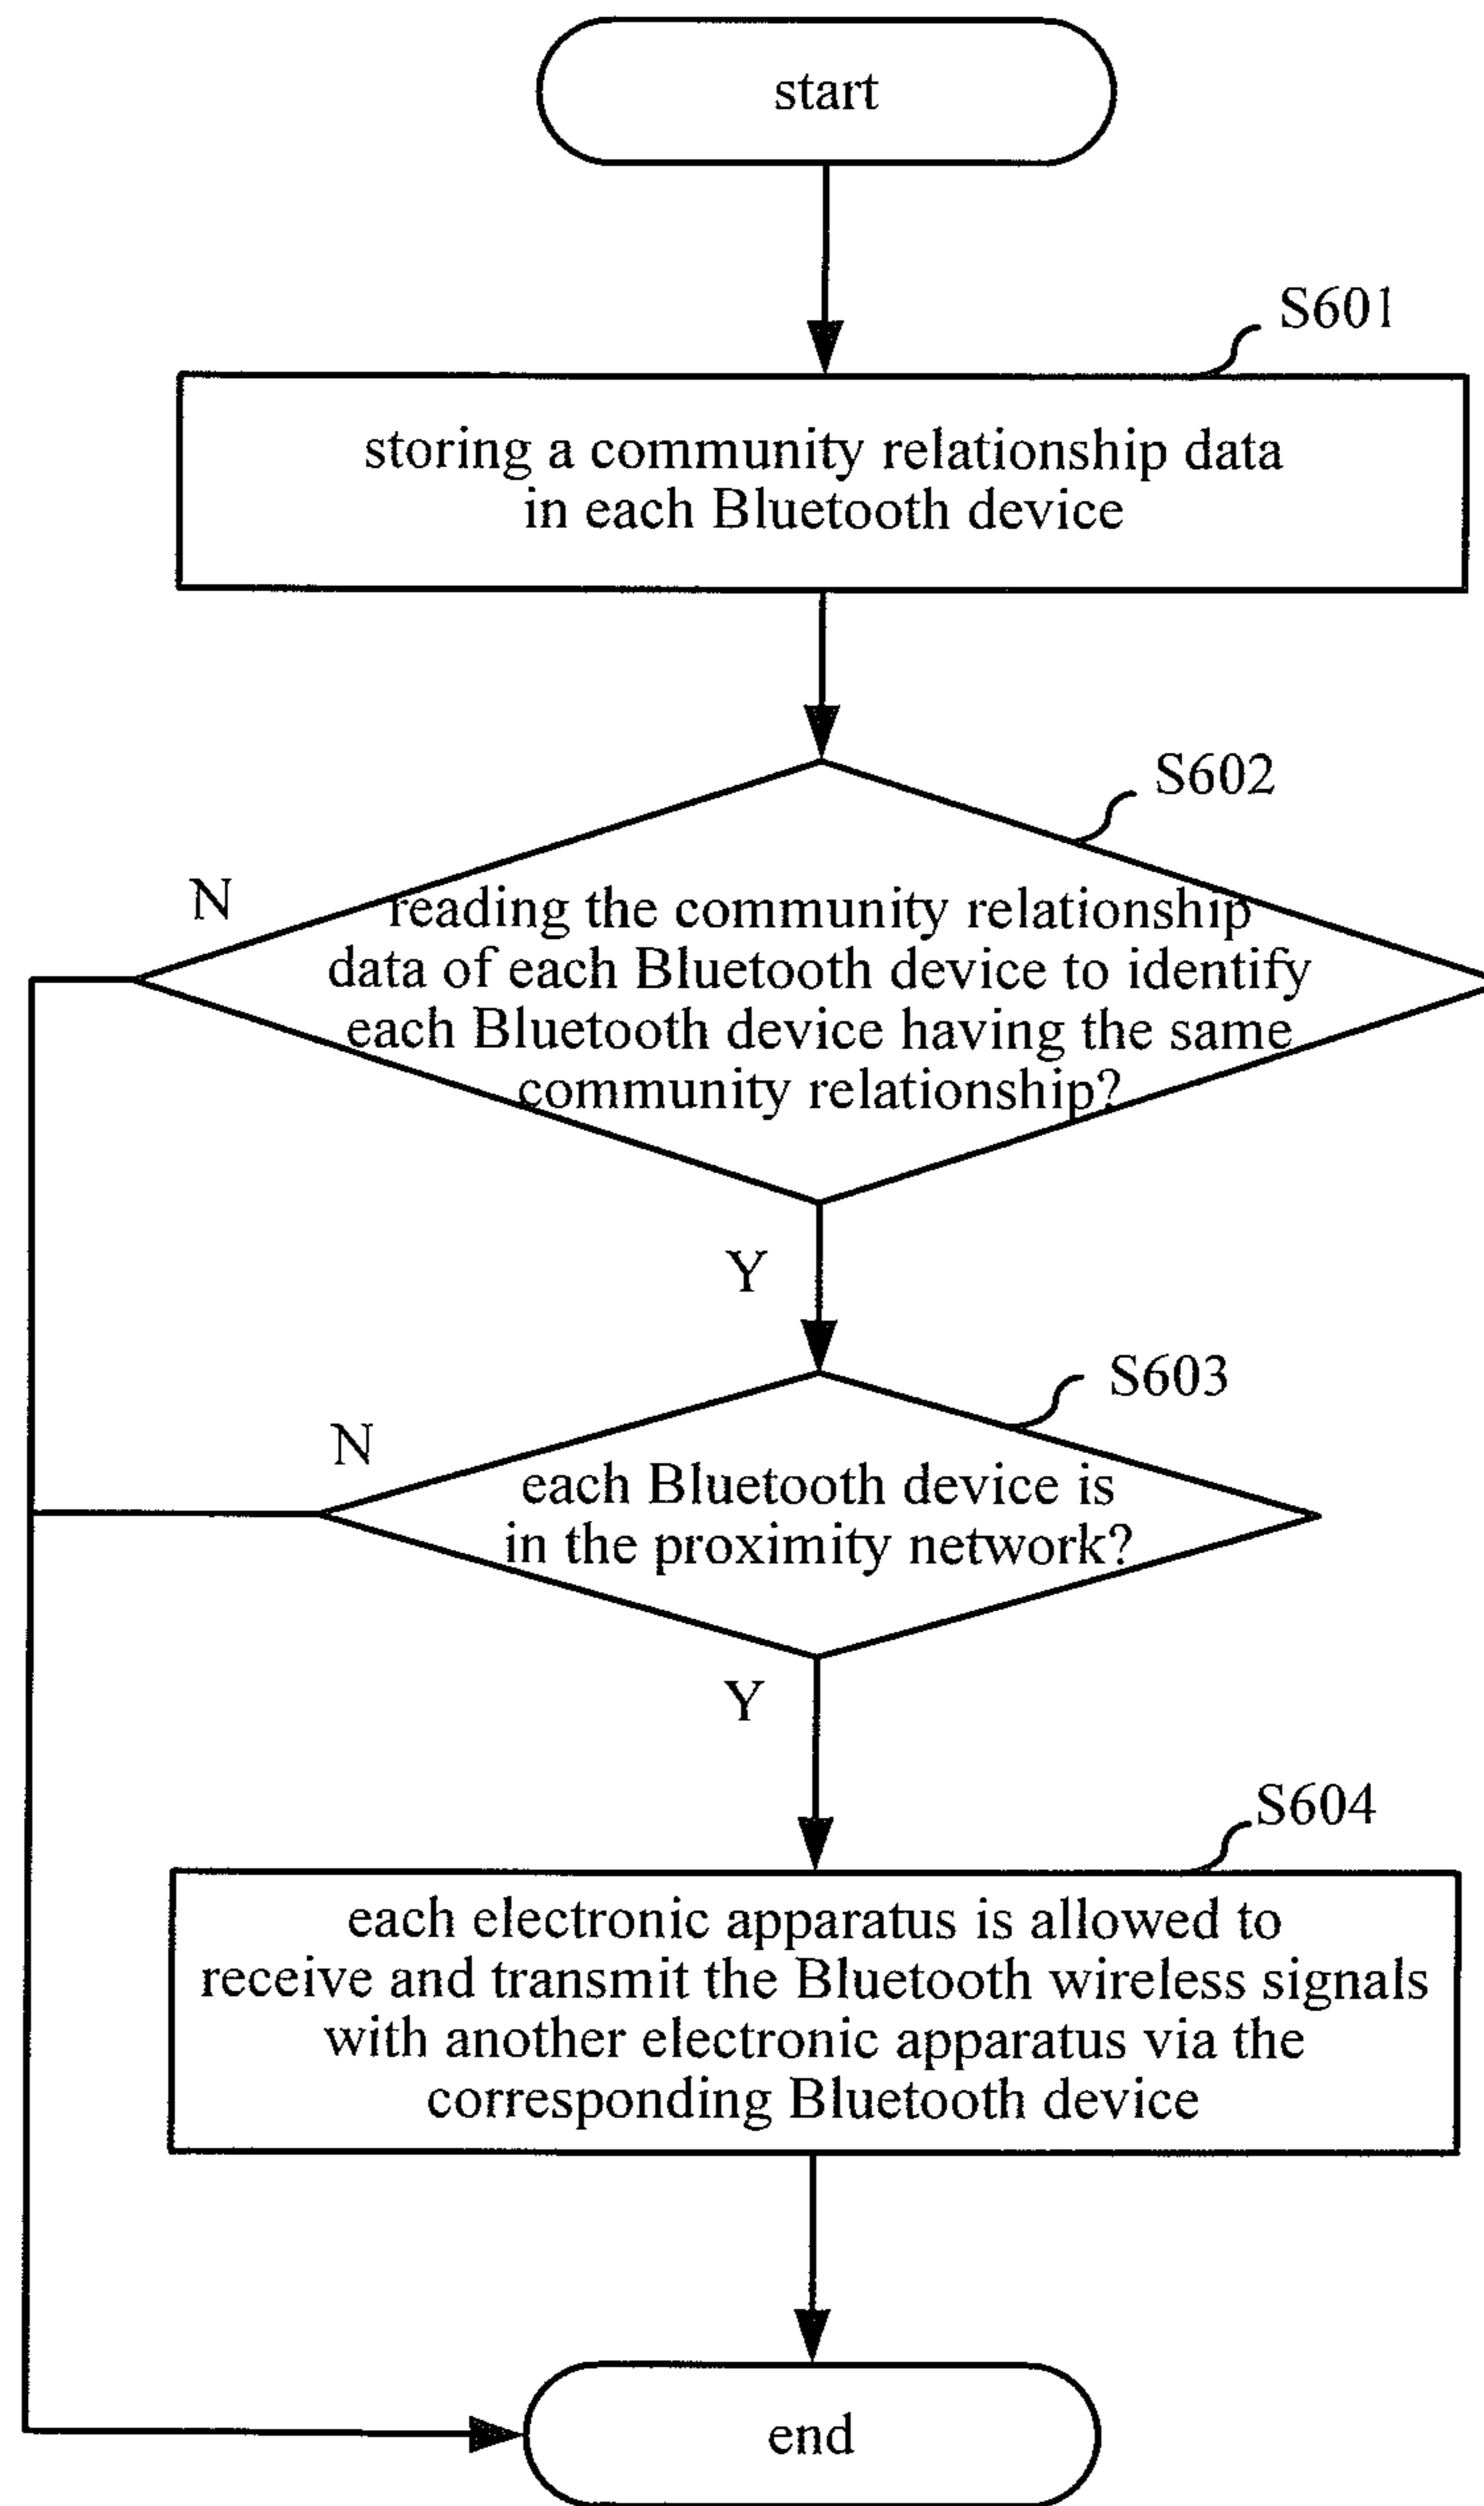 start
S601
storing a community relationship data
in each Bluetooth device
S602
N
reading the community relationship
data of each Bluetooth device to identify
each Bluetooth device having the same
community relationship?
Y
S603
N
each Bluetooth device is
in the proximity network?
Y
S604
each electronic apparatus is allowed to
receive and transmit the Bluetooth wireless signals
with another electronic apparatus via the
corresponding Bluetooth device
end